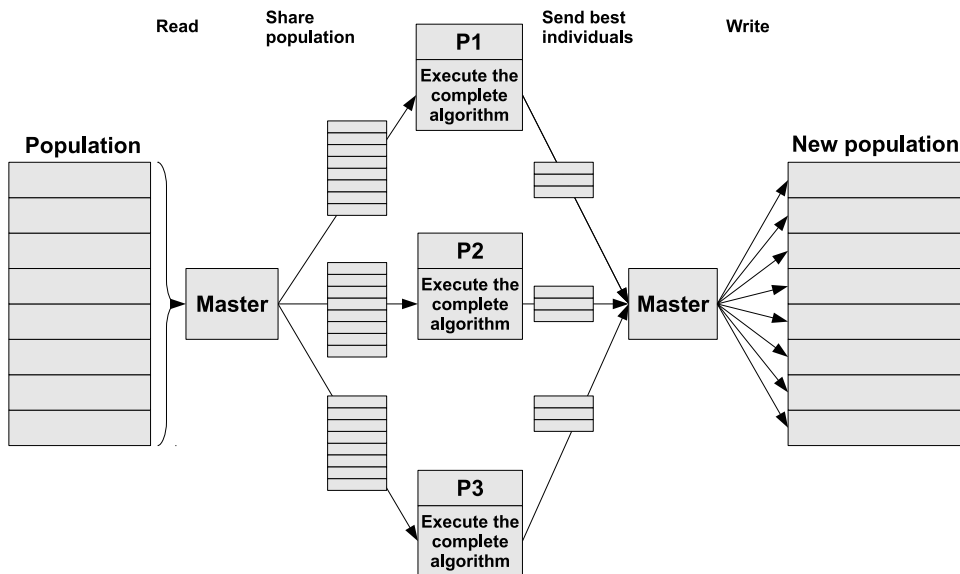 Read
Share
population
Send best
individuals
Write
P1
Execute the
complete
algorithm
Population
New population
P2
Master
Execute the
complete
algorithm
Master
P3
Execute the
complete
algorithm